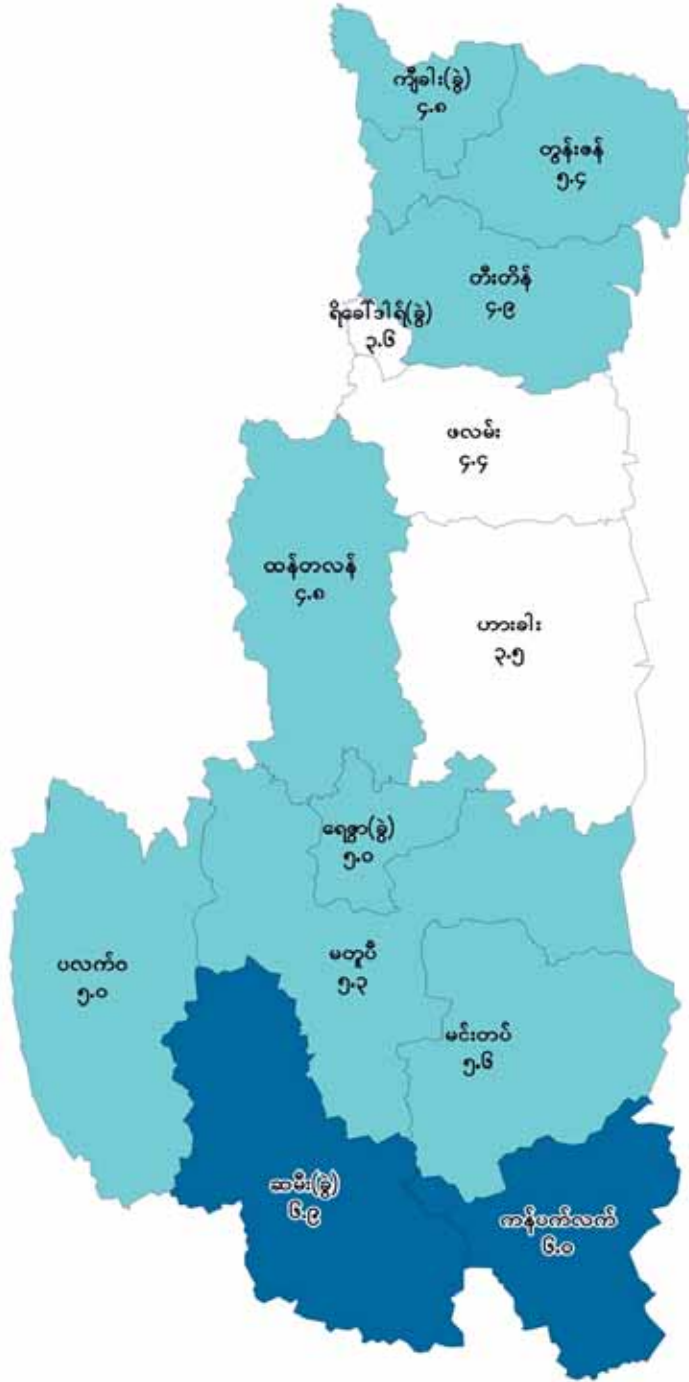 ကျီခါး(ခွဲ)
၄.၈
တွန်းဇန်
၅.၄
တီးတိန်
၄.၉
ရိခေါ်ဒါရ်(ခွဲ)
၃.၆
ဖလမ်း
၄.၄
ထန်တလန်
၄.၈
ဟားခါး
၃.၅
ရေဇွာ(ခွဲ)
၅.၀
ပလက်ဝ
၅.၀
မတူပီ
၅.၃
မင်းတပ်
၅.၆
ဆမီး(ခွဲ)
၆.၉
ကန်ပက်လက်
၆.၀